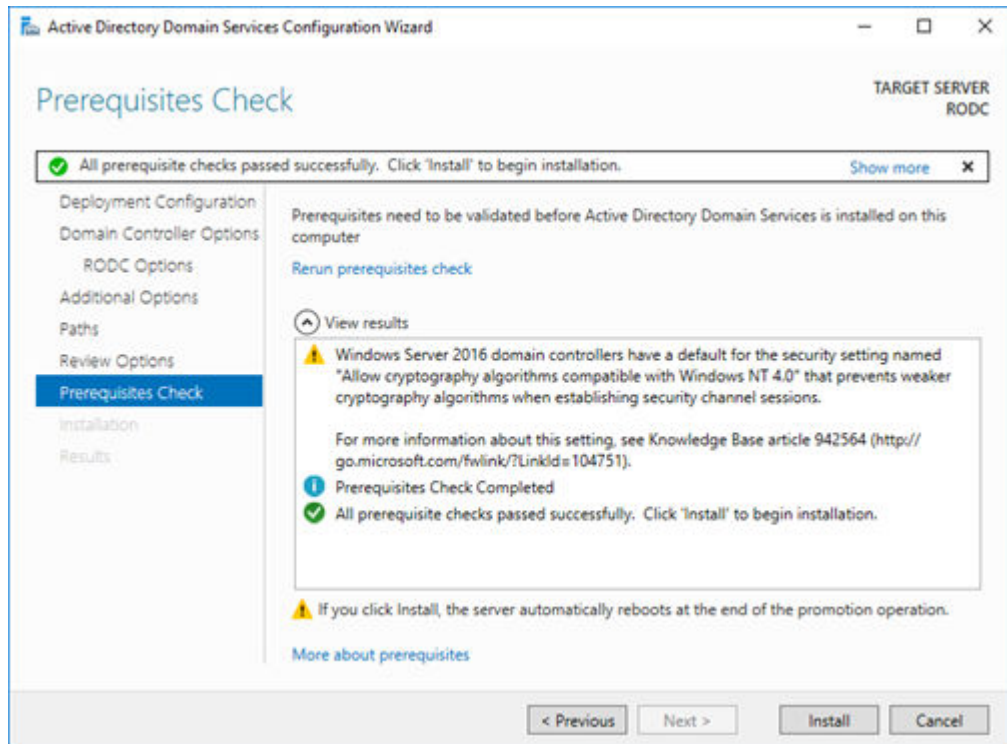 Active Directory Domain Services Configuration Wizard
Prerequisites Check
TARGET SERVER
RODC
All prerequisite checks passed successfully. Click 'Install' to begin installation.
Show more
Deployment Configuration
Domain Controller Options
RODC Options
Additional Options
Paths
Review Options
Prerequisites Check
Installation
Results
Prerequisites need to be validated before Active Directory Domain Services is installed on this
computer
Rerun prerequisites check
View results
Windows Server 2016 domain controllers have a default for the security setting named
"Allow cryptography algorithms compatible with Windows NT 4.0" that prevents weaker
cryptography algorithms when establishing security channel sessions.
For more information about this setting, see Knowledge Base article 942564 (http://
go.microsoft.com/fwlink/?LinkId=104751).
Prerequisites Check Completed
All prerequisite checks passed successfully. Click 'Install' to begin installation.
If you click Install, the server automatically reboots at the end of the promotion operation.
More about prerequisites
< Previous
Next >
Install
Cancel